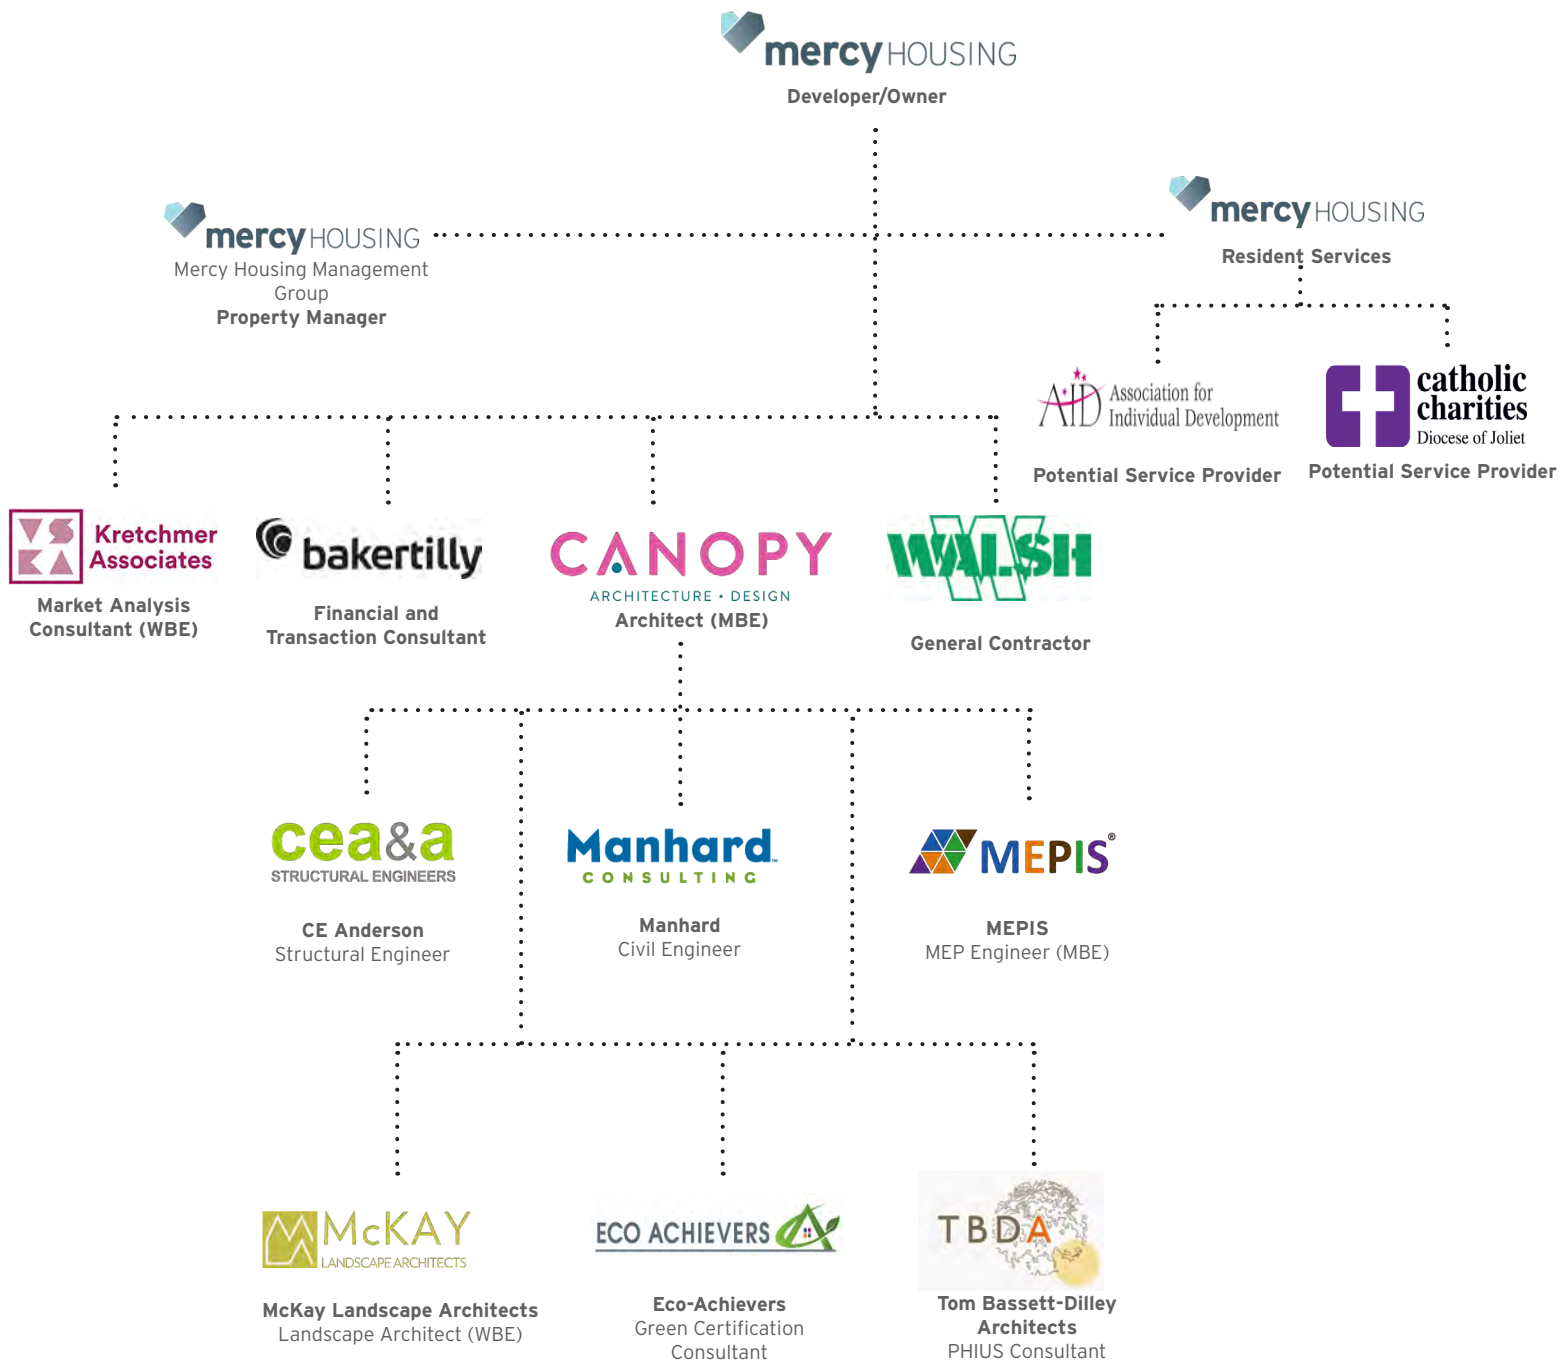 mercy HOUSING
Developer/Owner
mercy HOUSING
Mercy Housing Management
Group
Property Manager
mercy HOUSING
Resident Services
AID Association for
Individual Development
Potential Service Provider
catholic
charities
Diocese of Joliet
Potential Service Provider
VS
KA
Kretchmer
Associates
Market Analysis
Consultant (WBE)
bakertilly
Financial and
Transaction Consultant
CANOPY
ARCHITECTURE • DESIGN
Architect (MBE)
WALSH
General Contractor
cea&a
STRUCTURAL ENGINEERS
CE Anderson
Structural Engineer
Manhard™
CONSULTING
Manhard
Civil Engineer
MEPIS®
MEPIS
MEP Engineer (MBE)
McKAY
LANDSCAPE ARCHITECTS
McKay Landscape Architects
Landscape Architect (WBE)
ECO ACHIEVERS
Eco-Achievers
Green Certification
Consultant
TBDA
Tom Bassett-Dilley
Architects
PHIUS Consultant